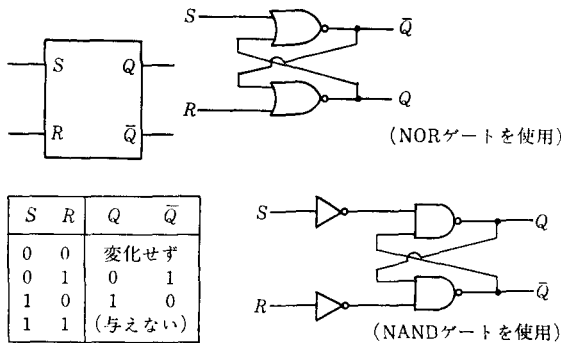 S Q
R Q̄
S Q̄
R Q
(NORゲートを使用)
S R Q Q̄
0 0 変化せず
0 1 0 1
1 0 1 0
1 1 (与えない)
S Q
R Q̄
(NANDゲートを使用)